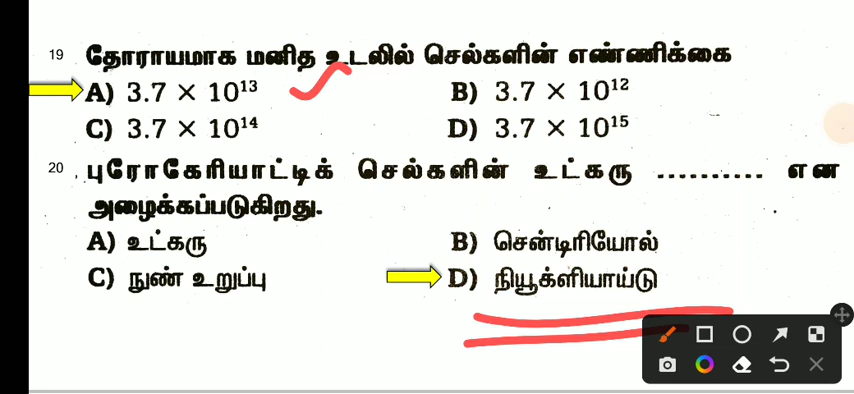 19 தோராயமாக மனித உடலில் செல்களின் எண்ணிக்கை
A) 3.7 × 10¹³ B) 3.7 × 10¹²
C) 3.7 × 10¹⁴ D) 3.7 × 10¹⁵
20 புரோகேரியாட்டிக் செல்களின் உட்கரு .......... என
அழைக்கப்படுகிறது.
A) உட்கரு B) சென்டிரியோல்
C) நுண் உறுப்பு D) நியூக்ளியாய்டு